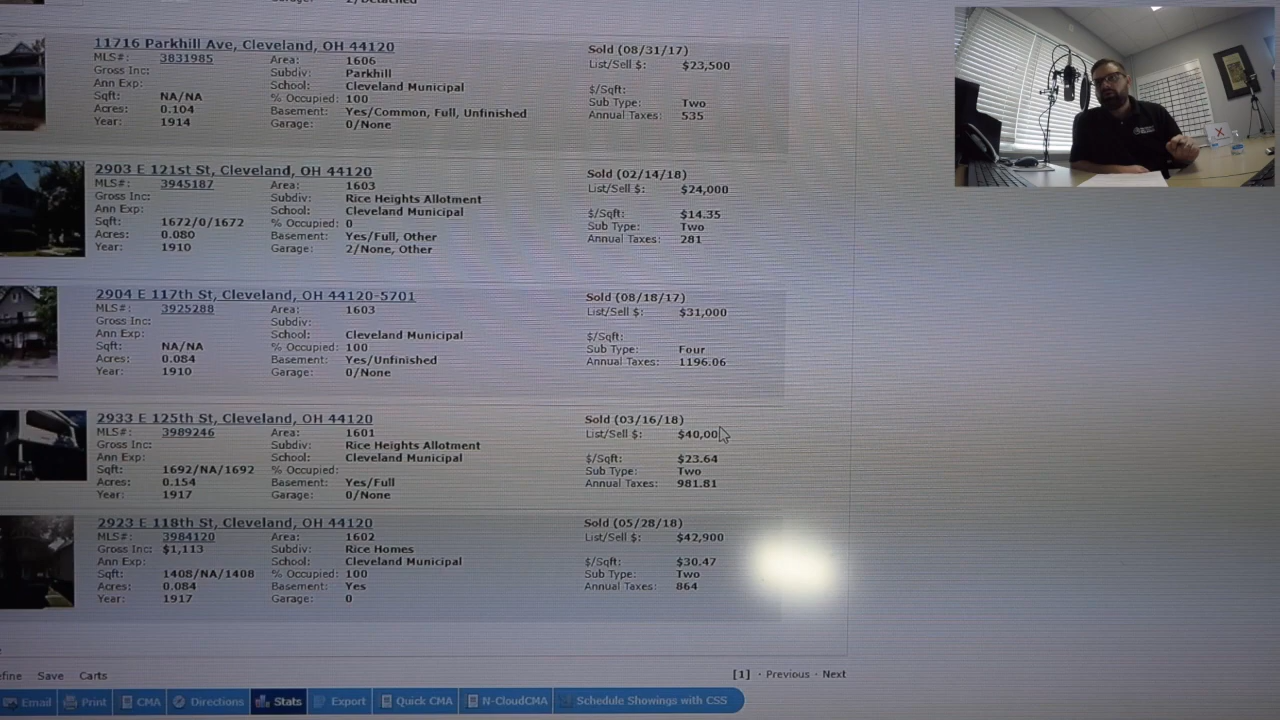 2/Detached
11716 Parkhill Ave, Cleveland, OH 44120
MLS#: 3831985 Area: 1606
Gross Inc: Subdiv: Parkhill
Ann Exp: School: Cleveland Municipal
Sqft: NA/NA % Occupied: 100
Acres: 0.104 Basement: Yes/Common, Full, Unfinished
Year: 1914 Garage: 0/None
Sold (08/31/17)
List/Sell $: $23,500
$/Sqft:
Sub Type: Two
Annual Taxes: 535
2903 E 121st St, Cleveland, OH 44120
MLS#: 3945187 Area: 1603
Gross Inc: Subdiv: Rice Heights Allotment
Ann Exp: School: Cleveland Municipal
Sqft: 1672/0/1672 % Occupied: 0
Acres: 0.080 Basement: Yes/Full, Other
Year: 1910 Garage: 2/None, Other
Sold (02/14/18)
List/Sell $: $24,000
$/Sqft: $14.35
Sub Type: Two
Annual Taxes: 281
2904 E 117th St, Cleveland, OH 44120-5701
MLS#: 3925288 Area: 1603
Gross Inc: Subdiv:
Ann Exp: School: Cleveland Municipal
Sqft: NA/NA % Occupied: 100
Acres: 0.084 Basement: Yes/Unfinished
Year: 1910 Garage: 0/None
Sold (08/18/17)
List/Sell $: $31,000
$/Sqft:
Sub Type: Four
Annual Taxes: 1196.06
2933 E 125th St, Cleveland, OH 44120
MLS#: 3989246 Area: 1601
Gross Inc: Subdiv: Rice Heights Allotment
Ann Exp: School: Cleveland Municipal
Sqft: 1692/NA/1692 % Occupied:
Acres: 0.154 Basement: Yes/Full
Year: 1917 Garage: 0/None
Sold (03/16/18)
List/Sell $: $40,00
$/Sqft: $23.64
Sub Type: Two
Annual Taxes: 981.81
2923 E 118th St, Cleveland, OH 44120
MLS#: 3984120 Area: 1602
Gross Inc: $1,113 Subdiv: Rice Homes
Ann Exp: School: Cleveland Municipal
Sqft: 1408/NA/1408 % Occupied: 100
Acres: 0.084 Basement: Yes
Year: 1917 Garage: 0
Sold (05/28/18)
List/Sell $: $42,900
$/Sqft: $30.47
Sub Type: Two
Annual Taxes: 864
efine Save Carts
[1] · Previous · Next
Email Print CMA Directions Stats Export Quick CMA N-CloudCMA Schedule Showings with CSS